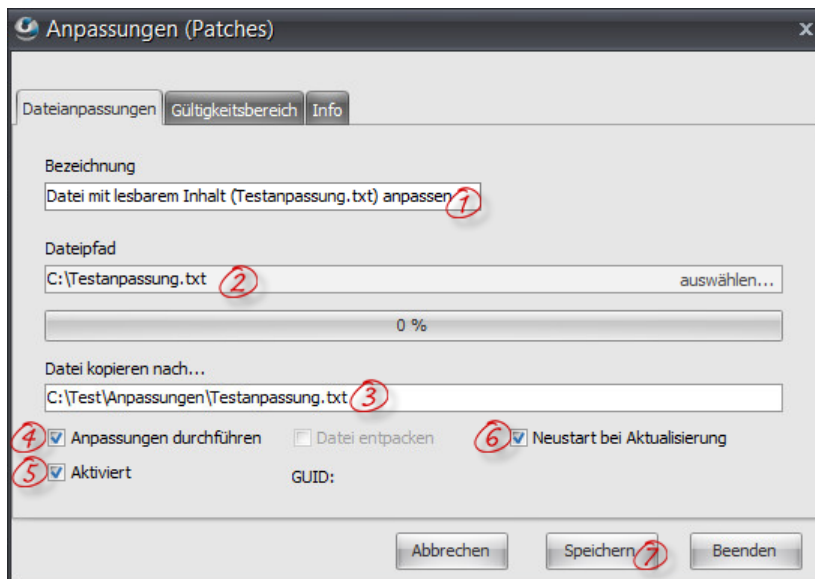 Anpassungen (Patches) x
Dateianpassungen Gültigkeitsbereich Info
Bezeichnung
Datei mit lesbarem Inhalt (Testanpassung.txt) anpassen 1
Dateipfad
C:\Testanpassung.txt 2 auswählen...
0 %
Datei kopieren nach...
C:\Test\Anpassungen\Testanpassung.txt 3
4 Anpassungen durchführen Datei entpacken 6 Neustart bei Aktualisierung
5 Aktiviert GUID:
Abbrechen Speichern 7 Beenden